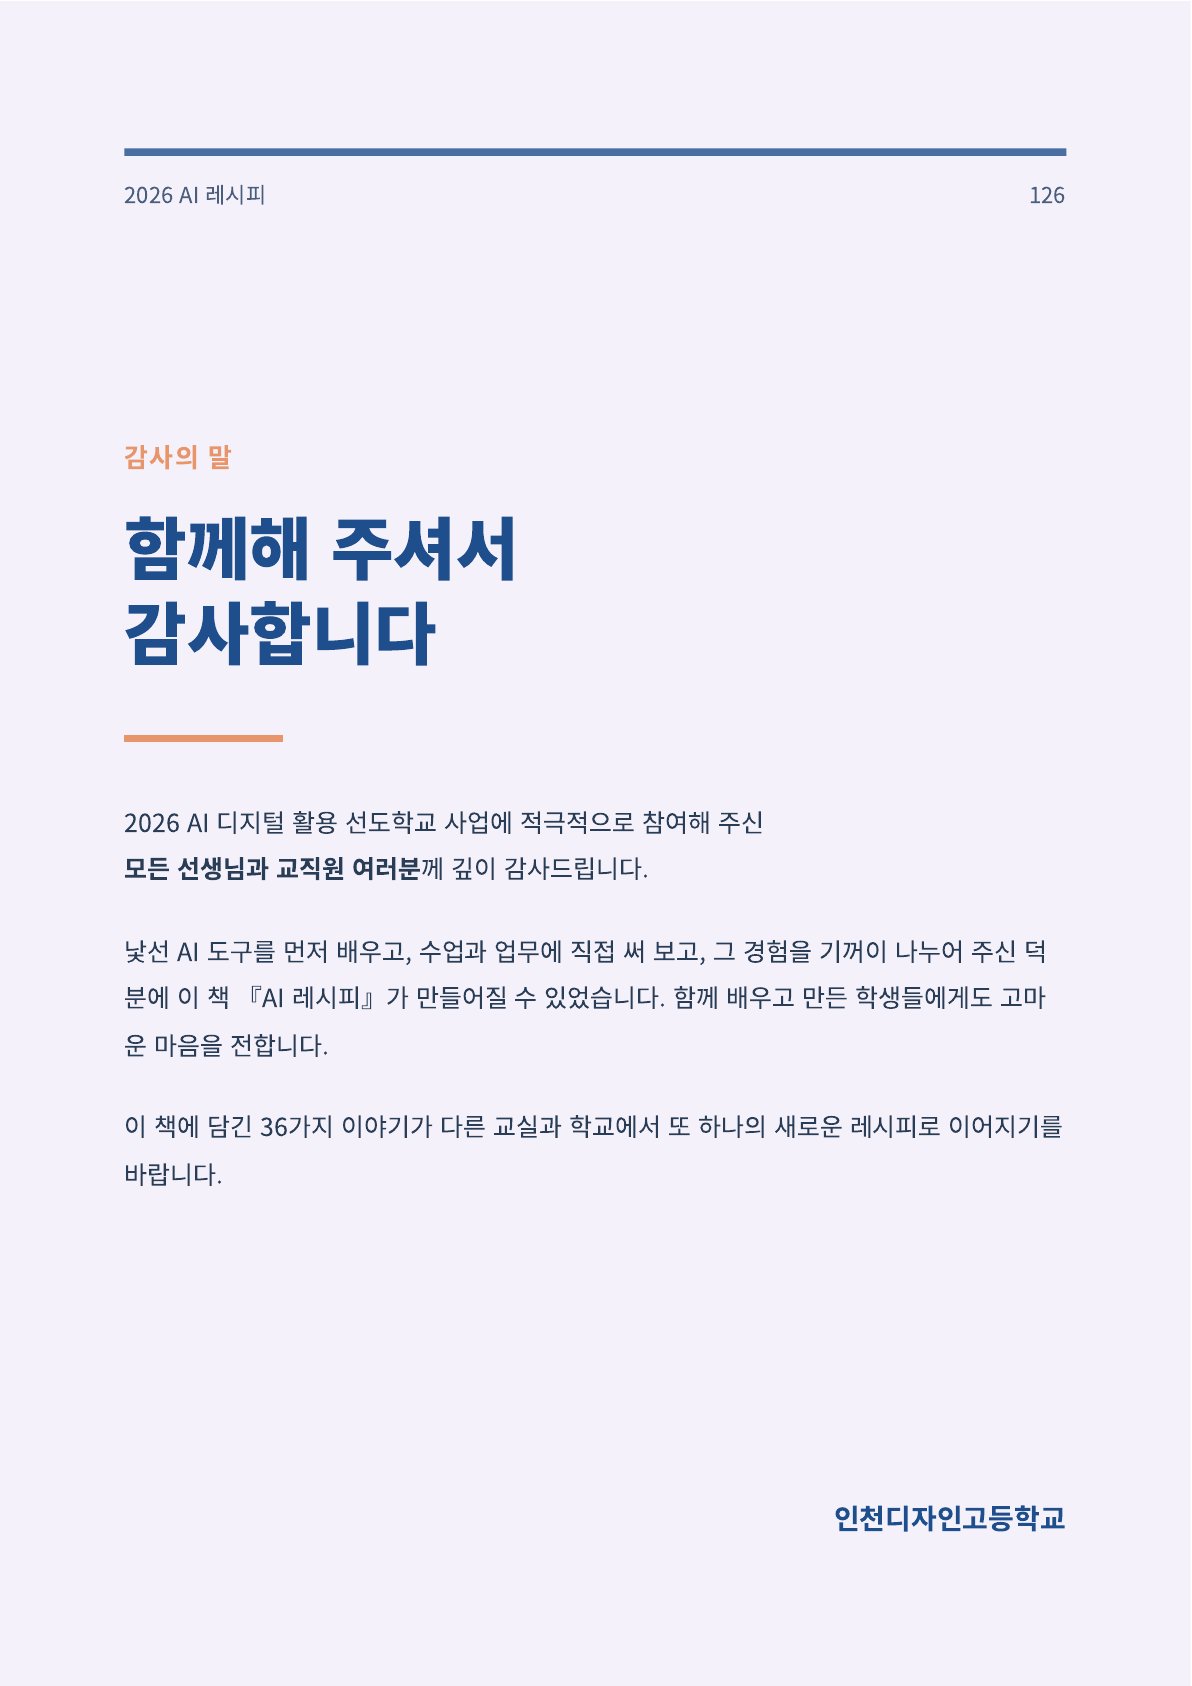 2026 AI 레시피
126
감사의 말
함께해 주셔서
감사합니다
2026 AI 디지털 활용 선도학교 사업에 적극적으로 참여해 주신
모든 선생님과 교직원 여러분께 깊이 감사드립니다.
낯선 AI 도구를 먼저 배우고, 수업과 업무에 직접 써 보고, 그 경험을 기꺼이 나누어 주신 덕
분에 이 책 『AI 레시피』가 만들어질 수 있었습니다. 함께 배우고 만든 학생들에게도 고마
운 마음을 전합니다.
이 책에 담긴 36가지 이야기가 다른 교실과 학교에서 또 하나의 새로운 레시피로 이어지기를
바랍니다.
인천디자인고등학교